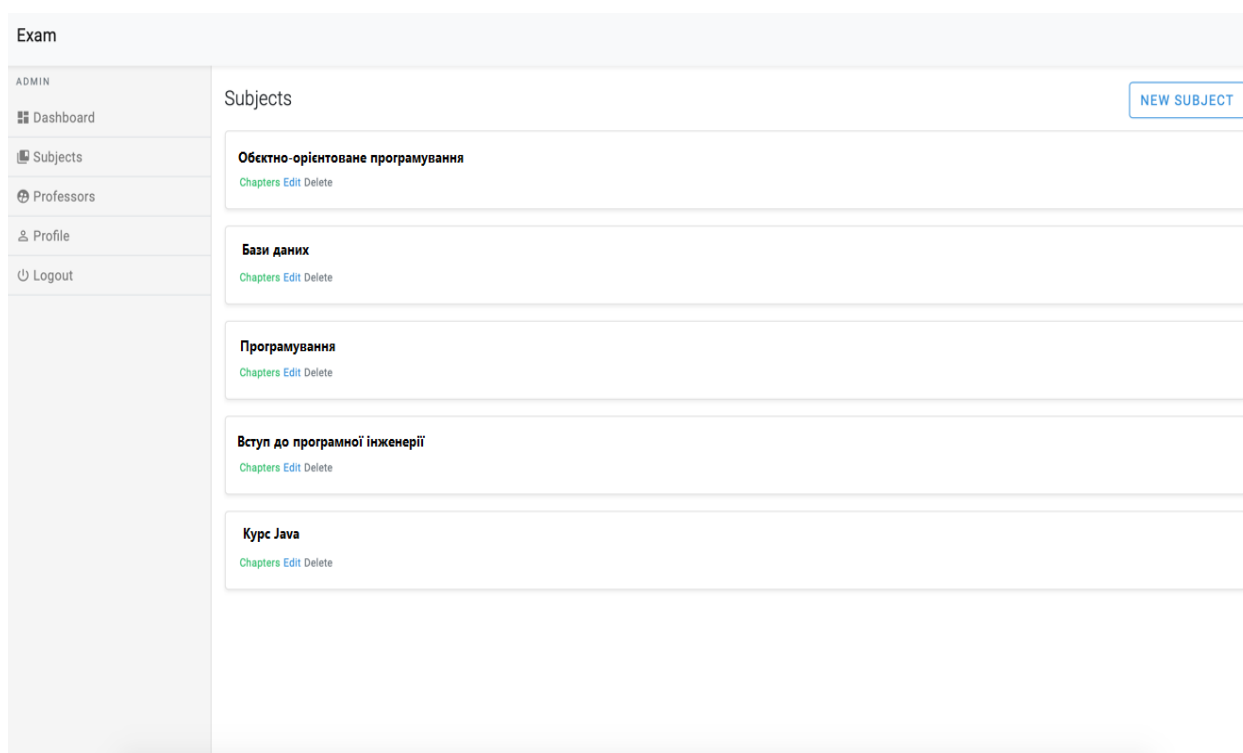 Exam
ADMIN
Dashboard
Subjects
Professors
Profile
Logout
Subjects
NEW SUBJECT
Обєктно-орієнтоване програмування
Chapters Edit Delete
Бази даних
Chapters Edit Delete
Програмування
Chapters Edit Delete
Вступ до програмної інженерії
Chapters Edit Delete
Курс Java
Chapters Edit Delete